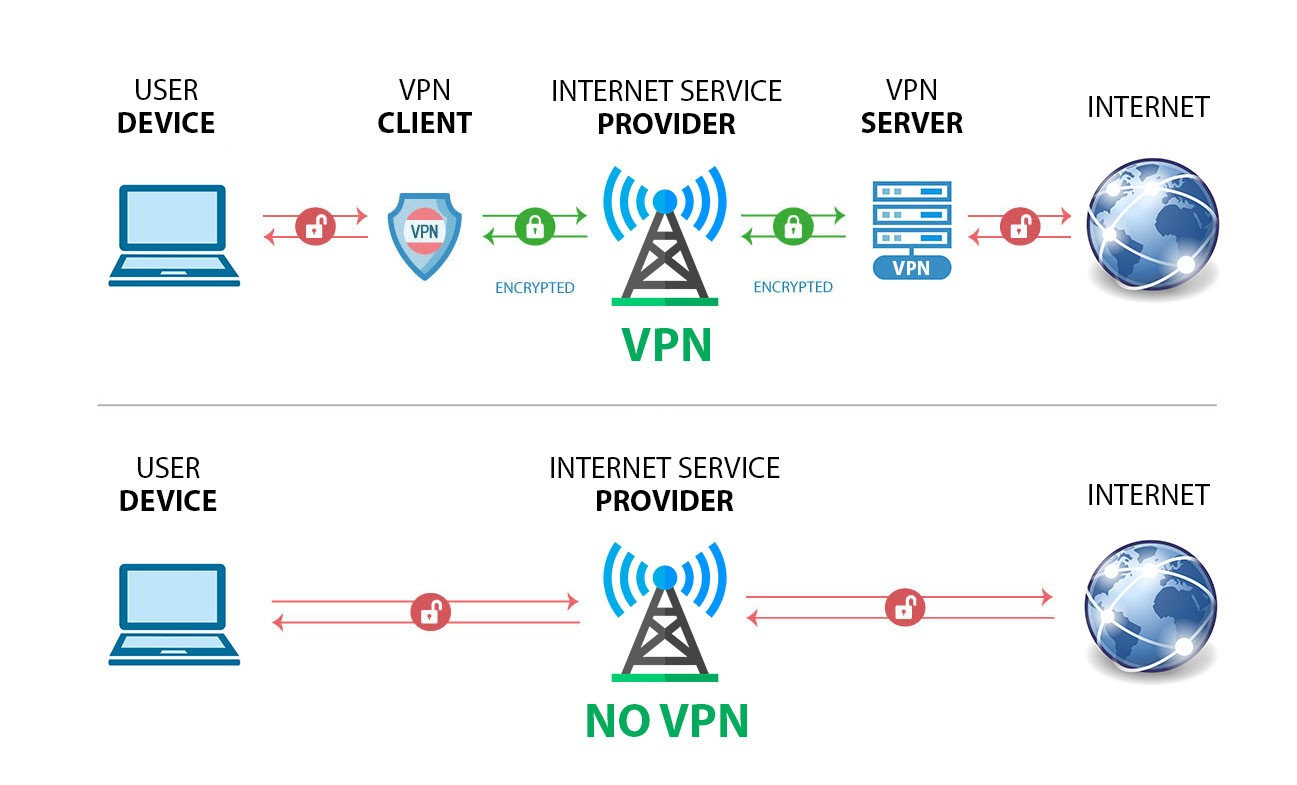 USER
DEVICE
VPN
CLIENT
INTERNET SERVICE
PROVIDER
VPN
SERVER
INTERNET
VPN
VPN
ENCRYPTED
ENCRYPTED
VPN
USER
DEVICE
INTERNET SERVICE
PROVIDER
INTERNET
NO VPN